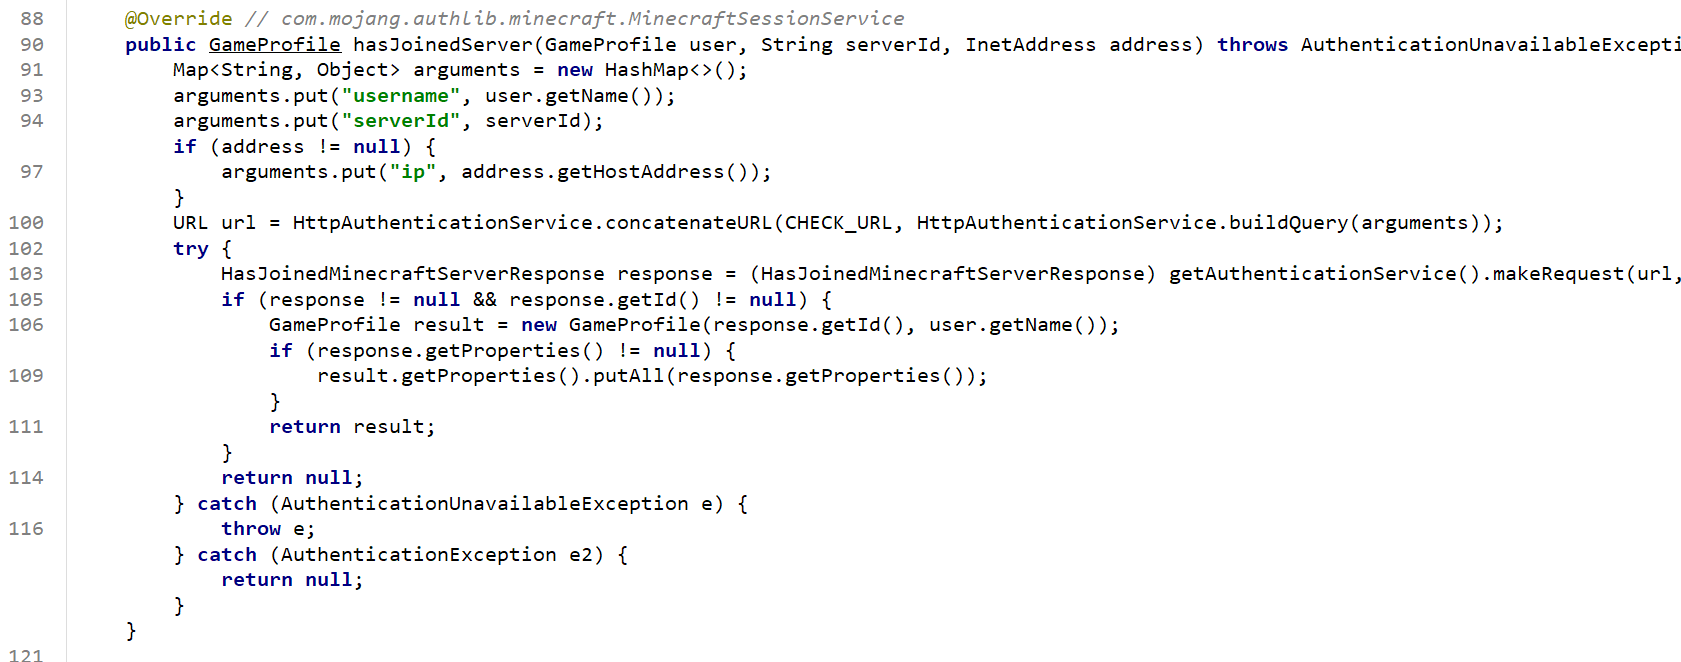 88 @Override // com.mojang.authlib.minecraft.MinecraftSessionService
90 public GameProfile hasJoinedServer(GameProfile user, String serverId, InetAddress address) throws AuthenticationUnavailableExcepti
91 Map<String, Object> arguments = new HashMap<>();
93 arguments.put("username", user.getName());
94 arguments.put("serverId", serverId);
if (address != null) {
97 arguments.put("ip", address.getHostAddress());
}
100 URL url = HttpAuthenticationService.concatenateURL(CHECK_URL, HttpAuthenticationService.buildQuery(arguments));
102 try {
103 HasJoinedMinecraftServerResponse response = (HasJoinedMinecraftServerResponse) getAuthenticationService().makeRequest(url,
105 if (response != null && response.getId() != null) {
106 GameProfile result = new GameProfile(response.getId(), user.getName());
if (response.getProperties() != null) {
109 result.getProperties().putAll(response.getProperties());
}
111 return result;
}
114 return null;
} catch (AuthenticationUnavailableException e) {
116 throw e;
} catch (AuthenticationException e2) {
return null;
}
}
121